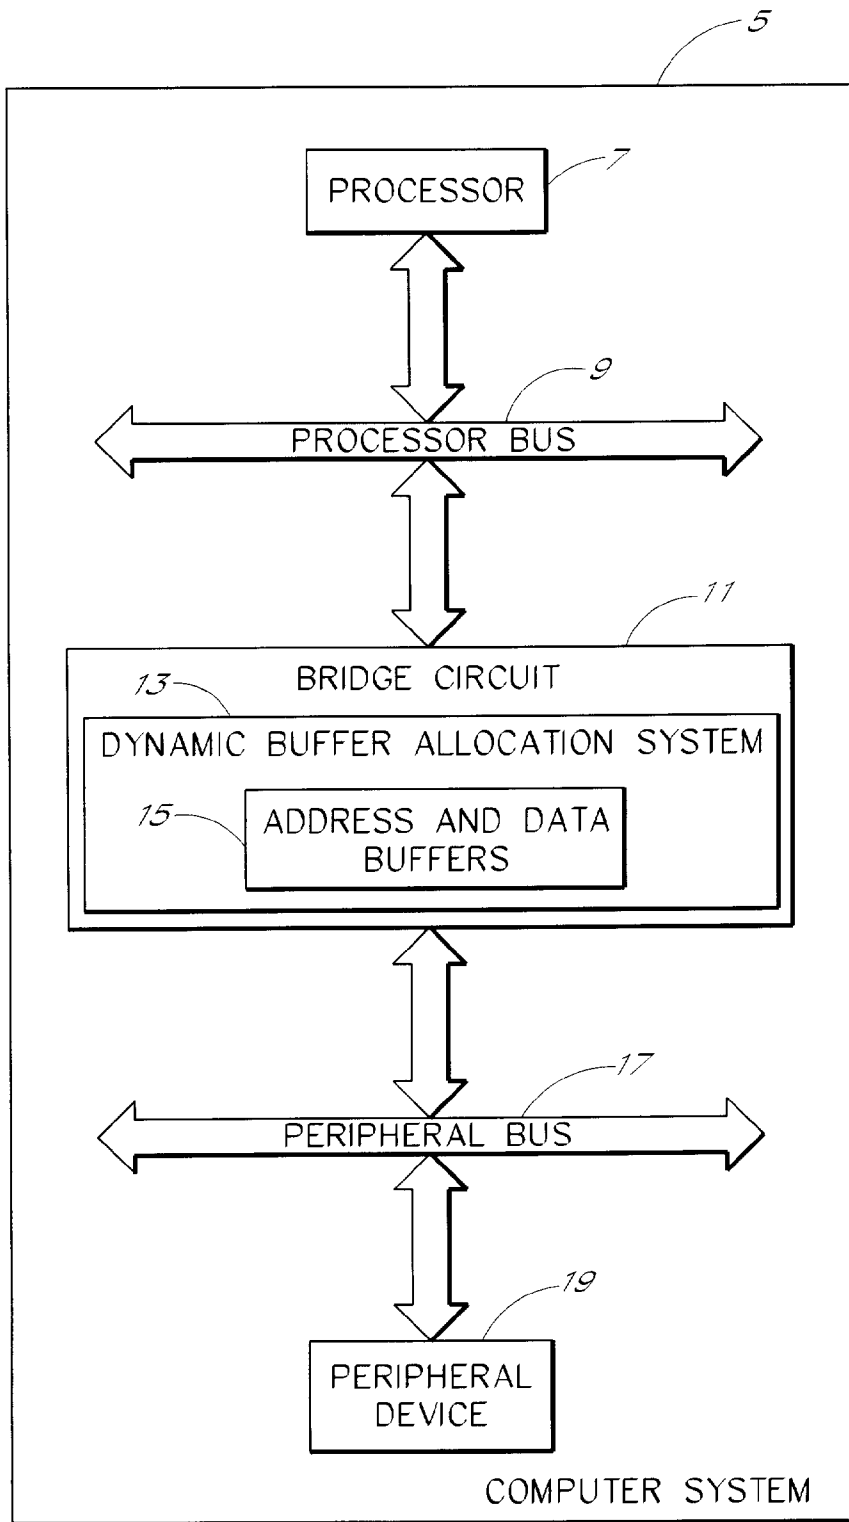 5
PROCESSOR
7
9
PROCESSOR BUS
11
BRIDGE CIRCUIT
13
DYNAMIC BUFFER ALLOCATION SYSTEM
15
ADDRESS AND DATA
BUFFERS
17
PERIPHERAL BUS
19
PERIPHERAL
DEVICE
COMPUTER SYSTEM